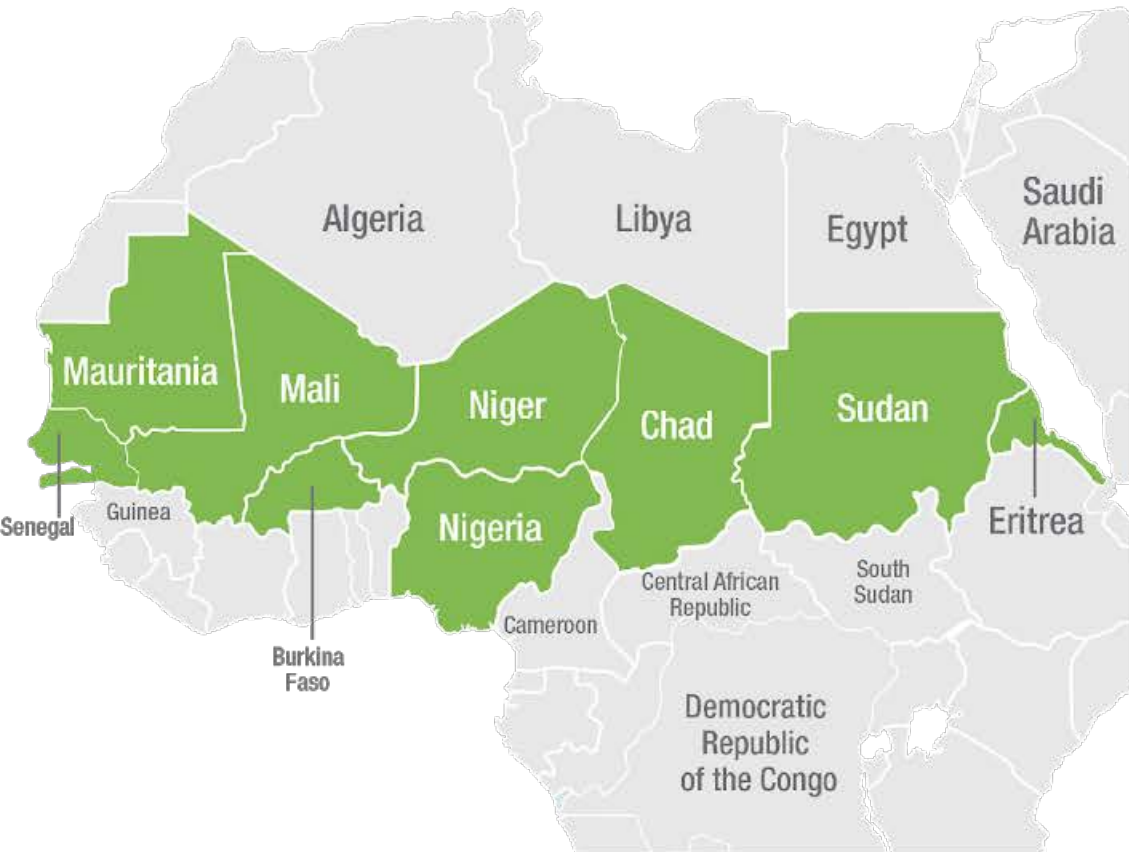 Algeria
Libya
Egypt
Saudi
Arabia
Mauritania
Mali
Niger
Chad
Sudan
Senegal
Guinea
Nigeria
Eritrea
Burkina
Faso
Cameroon
Central African
Republic
South
Sudan
Democratic
Republic
of the Congo